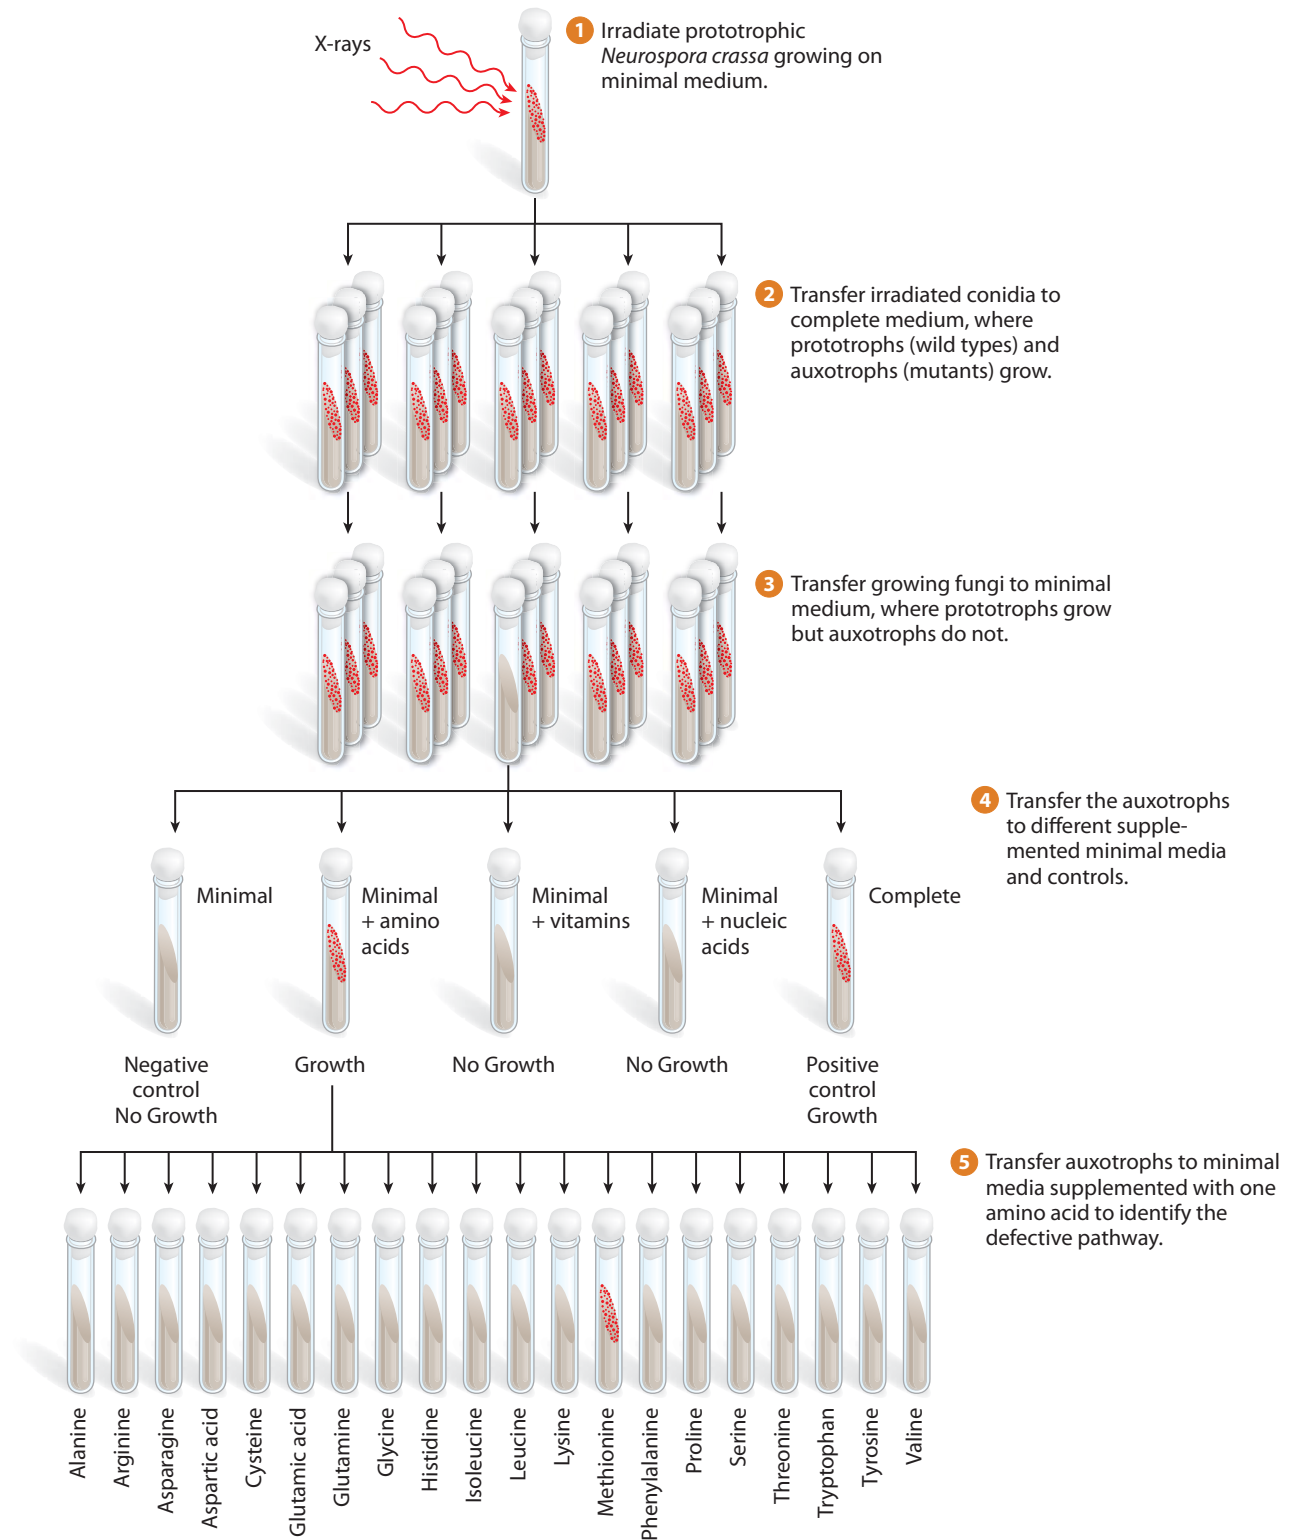 X-rays
1 Irradiate prototrophic
Neurospora crassa growing on
minimal medium.
2 Transfer irradiated conidia to
complete medium, where
prototrophs (wild types) and
auxotrophs (mutants) grow.
3 Transfer growing fungi to minimal
medium, where prototrophs grow
but auxotrophs do not.
4 Transfer the auxotrophs
to different supple-
mented minimal media
and controls.
Minimal
Minimal
+ amino
acids
Minimal
+ vitamins
Minimal
+ nucleic
acids
Complete
Negative
control
No Growth
Growth
No Growth
No Growth
Positive
control
Growth
5 Transfer auxotrophs to minimal
media supplemented with one
amino acid to identify the
defective pathway.
Alanine
Arginine
Asparagine
Aspartic acid
Cysteine
Glutamic acid
Glutamine
Glycine
Histidine
Isoleucine
Leucine
Lysine
Methionine
Phenylalanine
Proline
Serine
Threonine
Tryptophan
Tyrosine
Valine